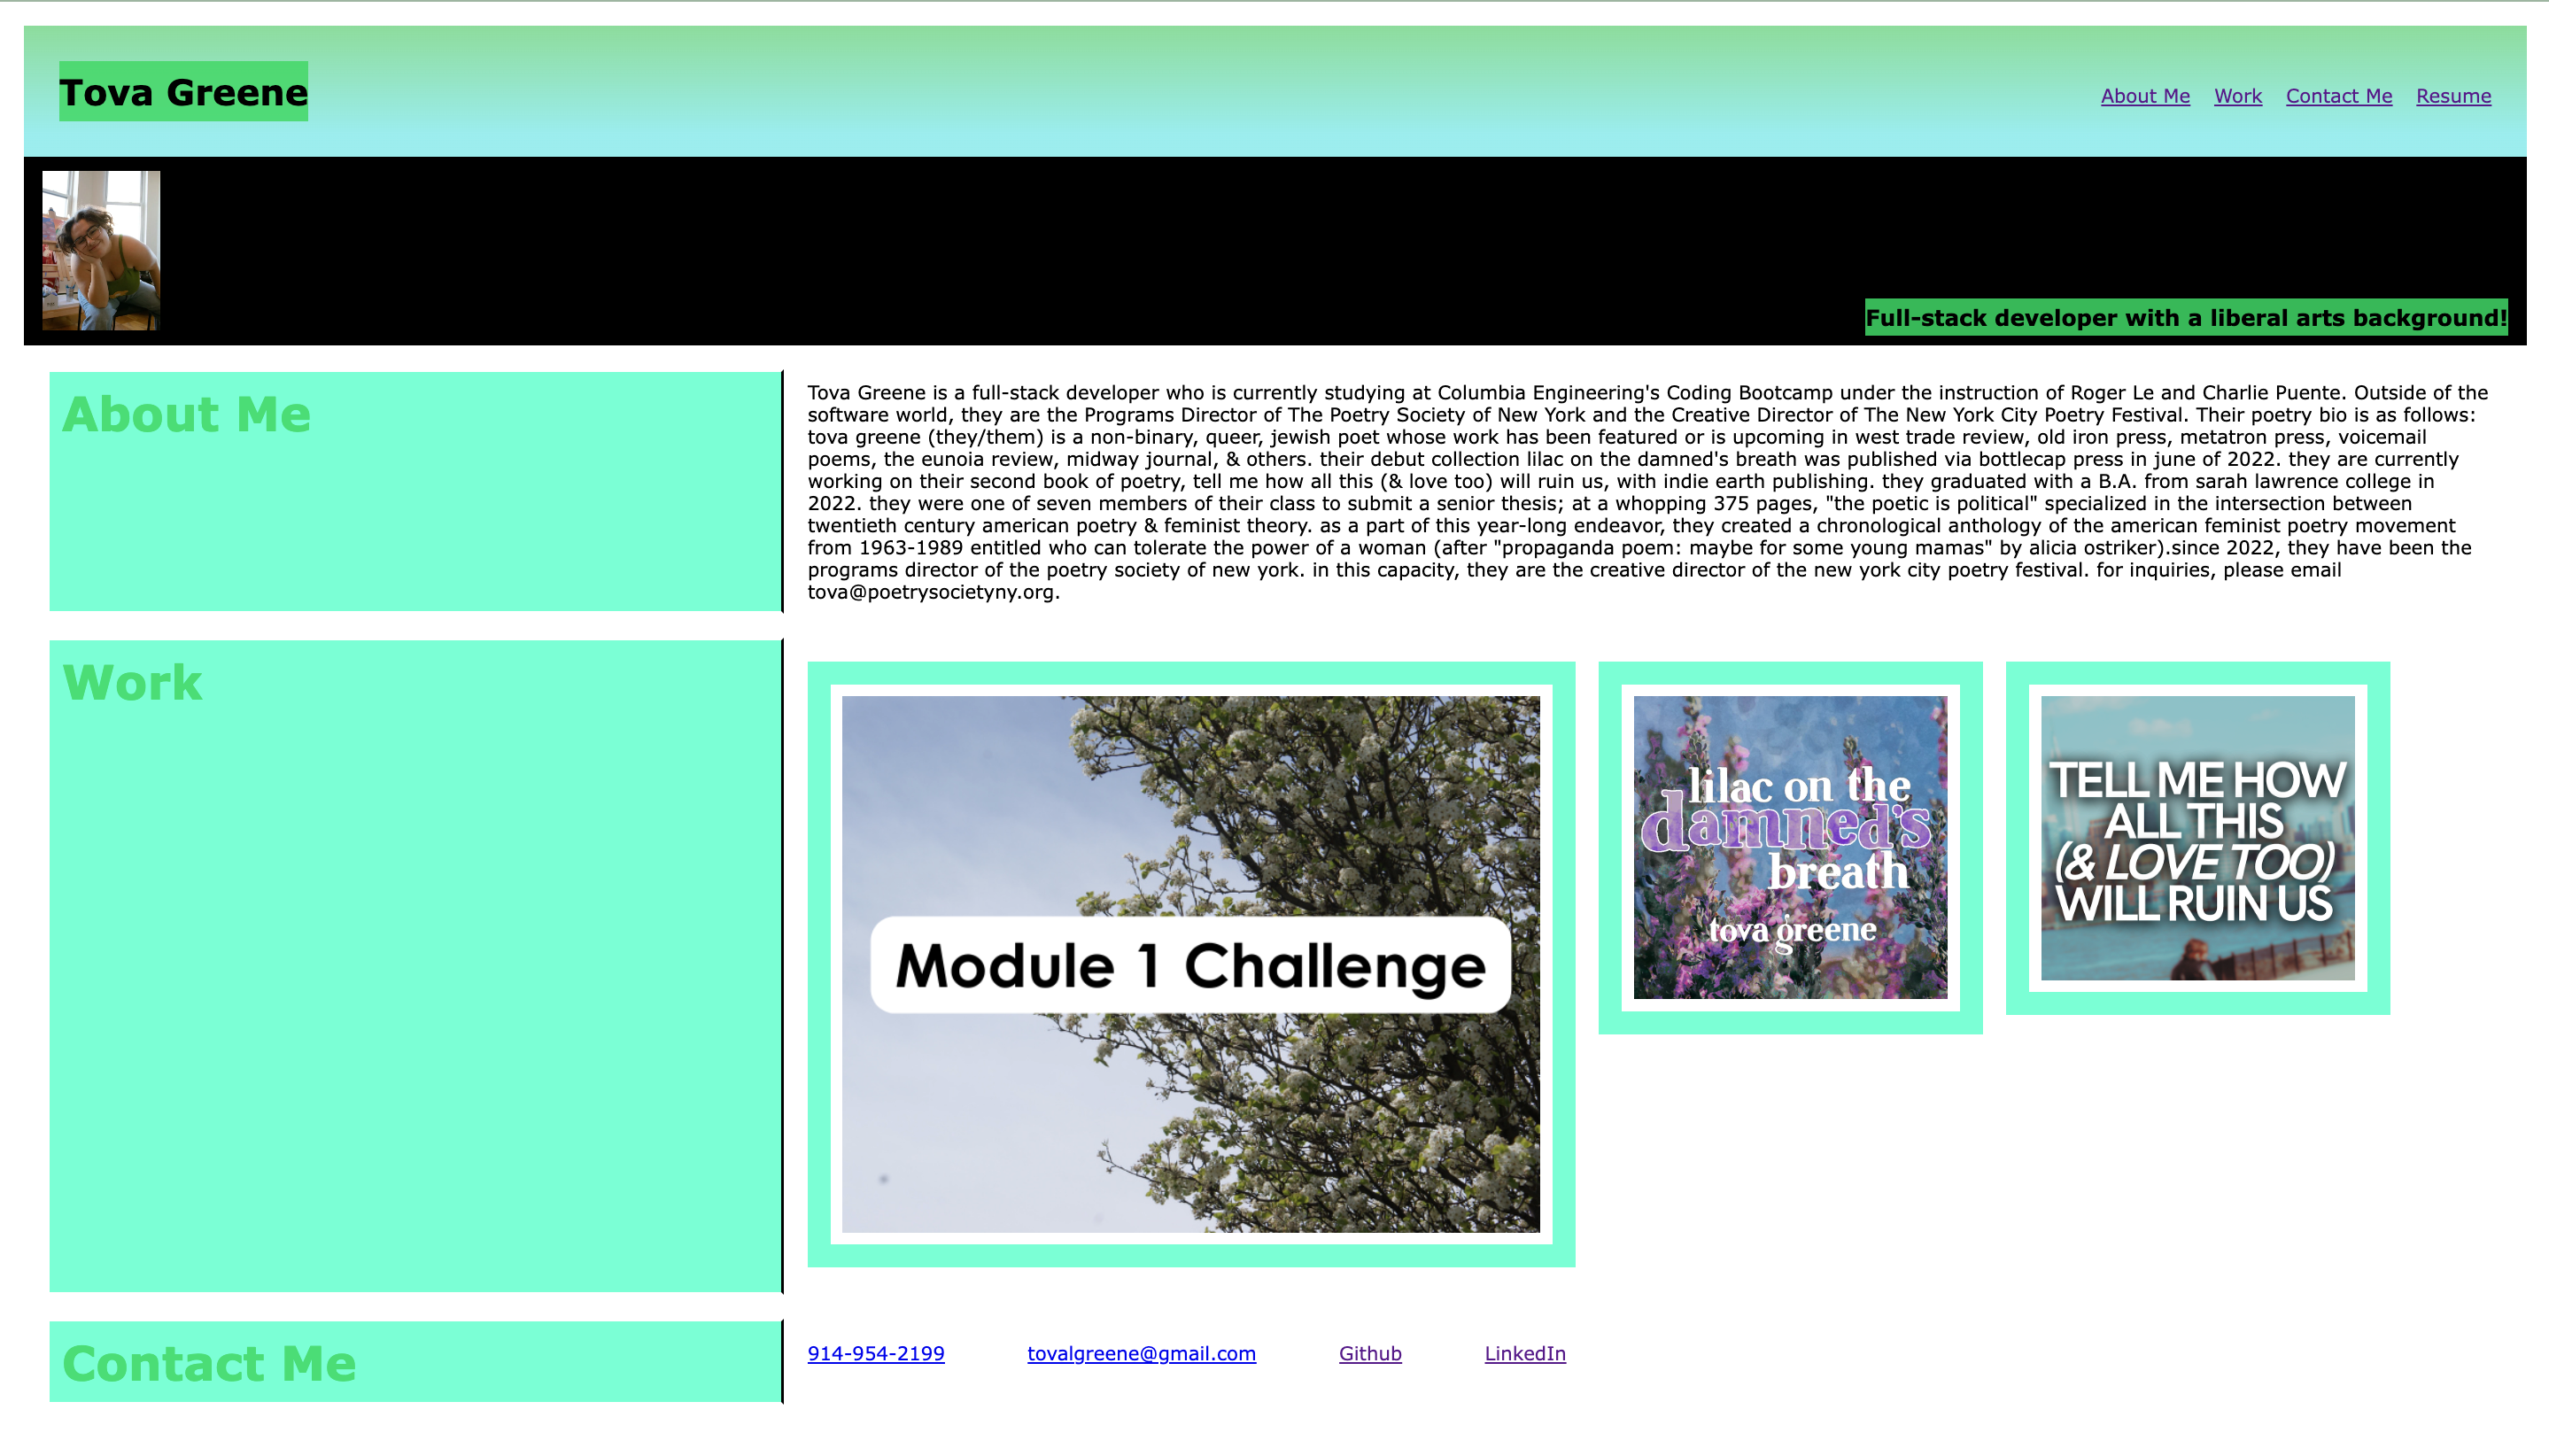 Tova Greene
About Me Work Contact Me Resume
Full-stack developer with a liberal arts background!
About Me
Tova Greene is a full-stack developer who is currently studying at Columbia Engineering's Coding Bootcamp under the instruction of Roger Le and Charlie Puente. Outside of the
software world, they are the Programs Director of The Poetry Society of New York and the Creative Director of The New York City Poetry Festival. Their poetry bio is as follows:
tova greene (they/them) is a non-binary, queer, jewish poet whose work has been featured or is upcoming in west trade review, old iron press, metatron press, voicemail
poems, the eunoia review, midway journal, & others. their debut collection lilac on the damned's breath was published via bottlecap press in june of 2022. they are currently
working on their second book of poetry, tell me how all this (& love too) will ruin us, with indie earth publishing. they graduated with a B.A. from sarah lawrence college in
2022. they were one of seven members of their class to submit a senior thesis; at a whopping 375 pages, "the poetic is political" specialized in the intersection between
twentieth century american poetry & feminist theory. as a part of this year-long endeavor, they created a chronological anthology of the american feminist poetry movement
from 1963-1989 entitled who can tolerate the power of a woman (after "propaganda poem: maybe for some young mamas" by alicia ostriker).since 2022, they have been the
programs director of the poetry society of new york. in this capacity, they are the creative director of the new york city poetry festival. for inquiries, please email
tova@poetrysocietyny.org.
Work
Module 1 Challenge
lilac on the
damned's
breath
tova greene
TELL ME HOW
ALL THIS
(& LOVE TOO)
WILL RUIN US
Contact Me
914-954-2199 tovalgreene@gmail.com Github LinkedIn